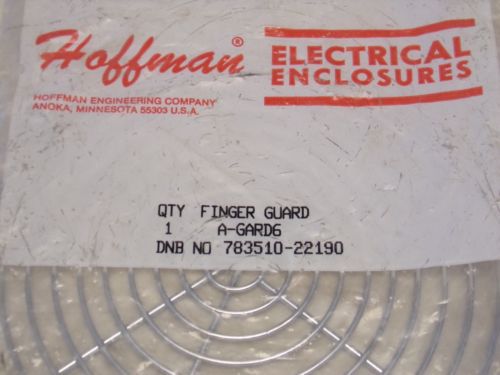 Hoffman®
HOFFMAN ENGINEERING COMPANY
ANOKA, MINNESOTA 55303 U.S.A.
ELECTRICAL
ENCLOSURES
QTY FINGER GUARD
1 A-GARD6
DNB NO 783510-22190